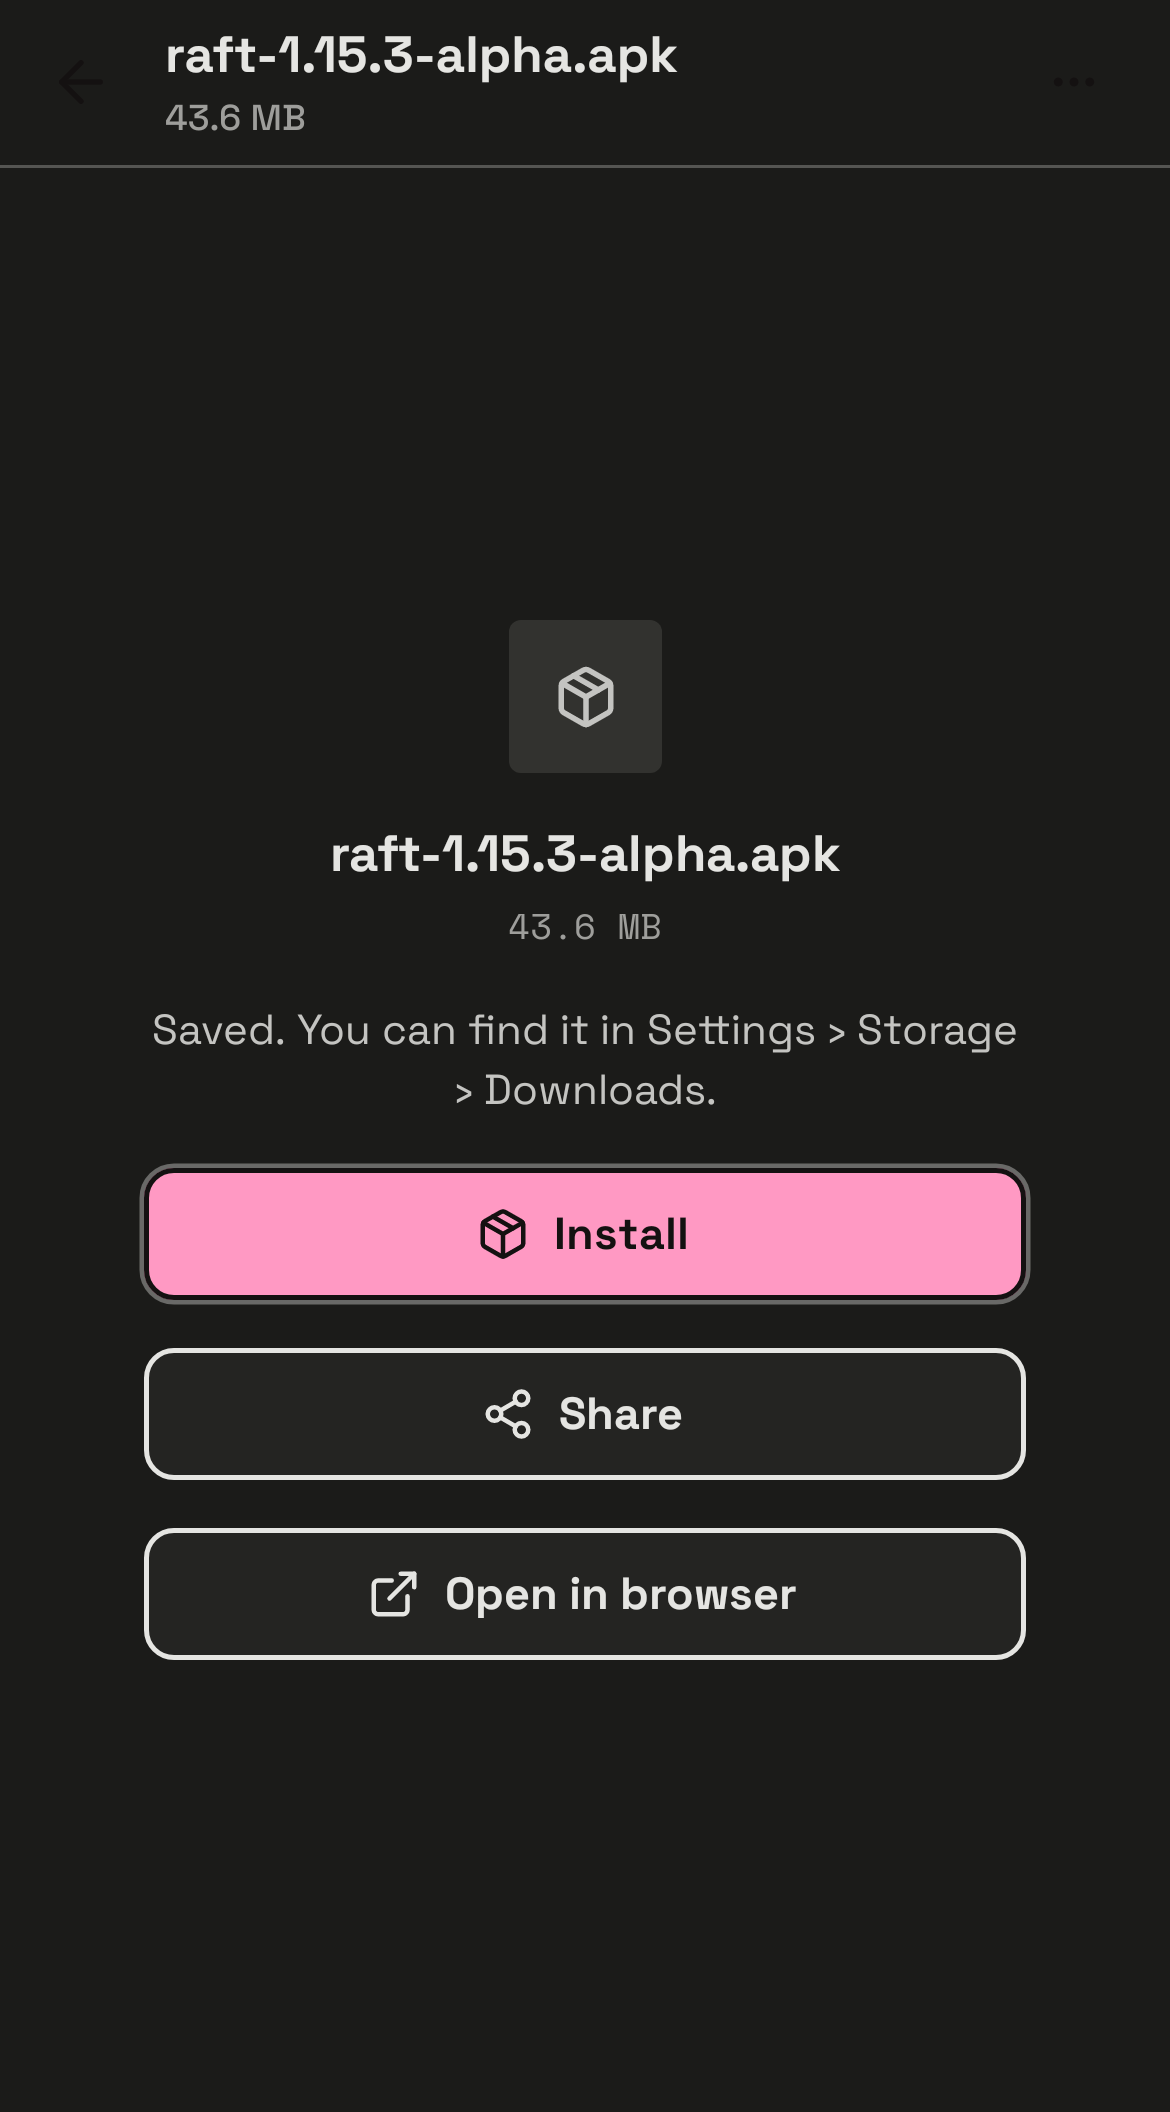 raft-1.15.3-alpha.apk
43.6 MB
raft-1.15.3-alpha.apk
43.6 MB
Saved. You can find it in Settings > Storage
> Downloads.
Install
Share
Open in browser